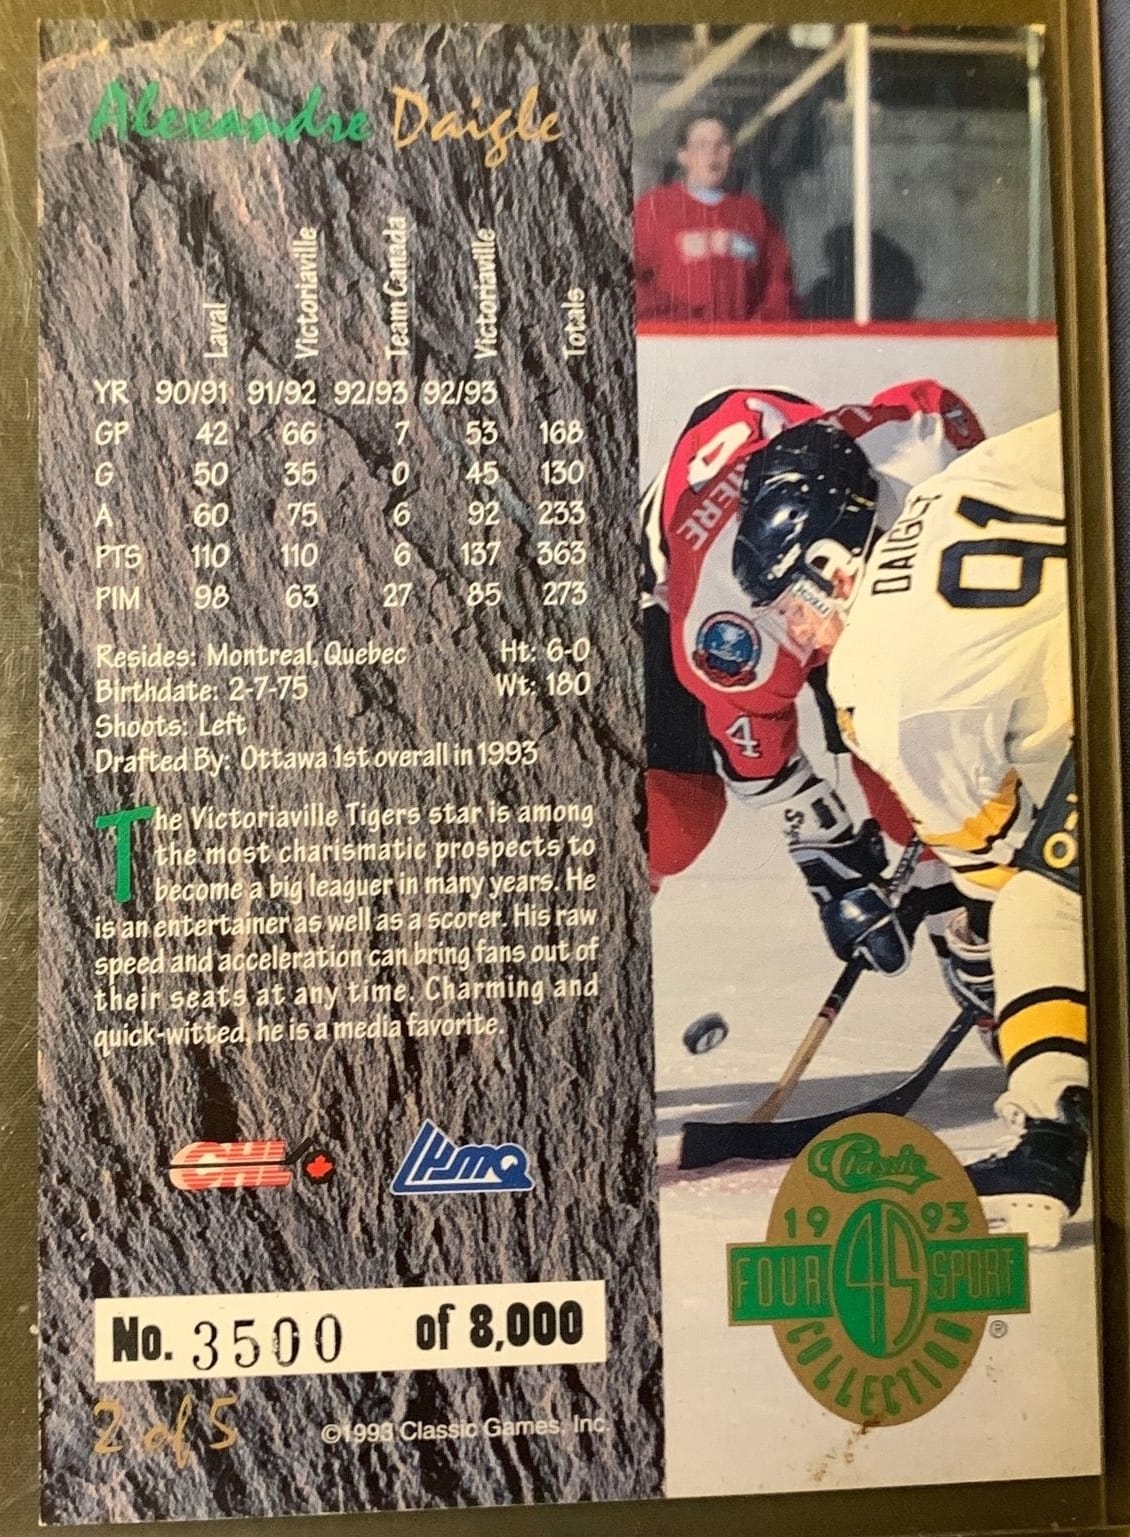 Alexandre Daigle
Laval Victoriaville Team Canada Victoriaville Totals
YR 90/91 91/92 92/93 92/93
GP 42 66 7 53 168
G 50 35 0 45 130
A 60 75 6 92 233
PTS 110 110 6 137 363
PIM 98 63 27 85 273
Resides: Montreal, Quebec Ht: 6-0
Birthdate: 2-7-75 Wt: 180
Shoots: Left
Drafted By: Ottawa 1st overall in 1993
The Victoriaville Tigers star is among
the most charismatic prospects to
become a big leaguer in many years. He
is an entertainer as well as a scorer. His raw
speed and acceleration can bring fans out of
their seats at any time. Charming and
quick-witted, he is a media favorite.
CHL
LHJMQ
No. 3500 of 8,000
2 of 5
©1993 Classic Games, Inc.
DAIGLE
91
4
Classic
1993
FOUR 4S SPORT
COLLECTION
®